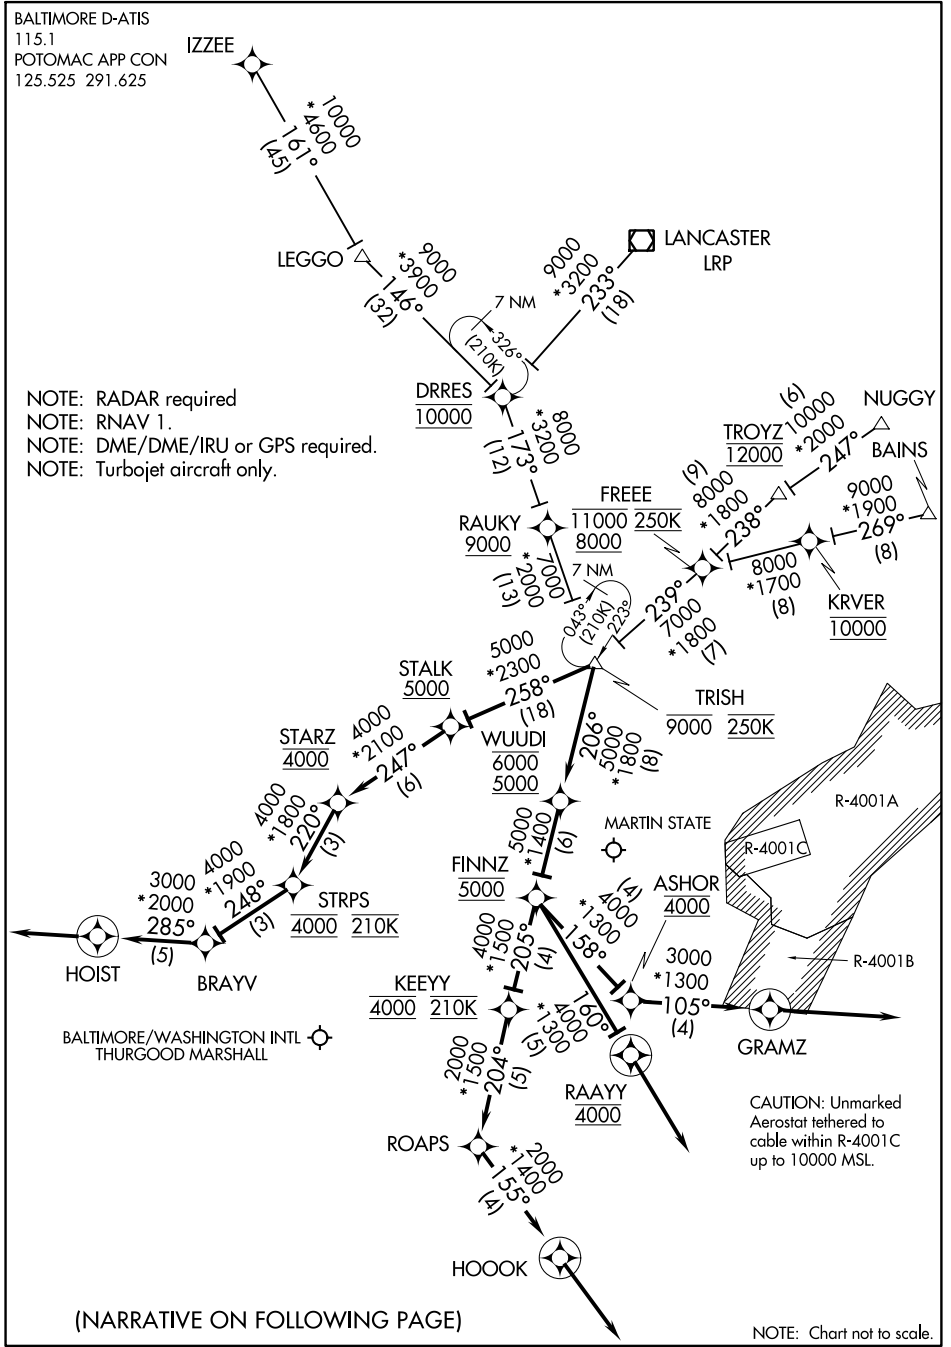 BALTIMORE D-ATIS
115.1
POTOMAC APP CON
125.525 291.625
IZZEE
10000
*4600
161°
(45)
LEGGO
9000
*3900
146°
(32)
LANCASTER
LRP
9000
*3200
233°
(18)
7 NM
326°
(210K)
DRRES
10000
NOTE: RADAR required
NOTE: RNAV 1.
NOTE: DME/DME/IRU or GPS required.
NOTE: Turbojet aircraft only.
8000
*3200
173°
(12)
NUGGY
(6)
10000
*2000
247°
TROYZ
12000
BAINS
9000
*1900
269°
(8)
(9)
8000
*1800
238°
FREEE
11000 250K
8000
RAUKY
9000
7000
*2000
(13)
8000
*1700
(8)
KRVER
10000
7 NM
043°
(210K)
223°
239°
7000
*1800
(7)
TRISH
9000 250K
5000
*2300
258°
(18)
STALK
5000
4000
*2100
247°
(6)
STARZ
4000
WUUDI
6000
5000
206°
5000
*1800
(8)
4000
*1800
220°
(3)
5000
*1400
(6)
MARTIN STATE
R-4001A
R-4001C
R-4001B
FINNZ
5000
ASHOR
4000
(4)
4000
*1300
158°
STRPS
4000 210K
4000
*1900
248°
(3)
3000
*2000
285°
(5)
HOIST
BRAYV
4000
*1500
205°
(4)
3000
*1300
105°
(4)
GRAMZ
KEEYY
4000 210K
160°
4000
*1300
(5)
BALTIMORE/WASHINGTON INTL
THURGOOD MARSHALL
2000
*1500
204°
(5)
RAAYY
4000
CAUTION: Unmarked
Aerostat tethered to
cable within R-4001C
up to 10000 MSL.
ROAPS
2000
*1400
155°
(4)
HOOOK
(NARRATIVE ON FOLLOWING PAGE)
NOTE: Chart not to scale.